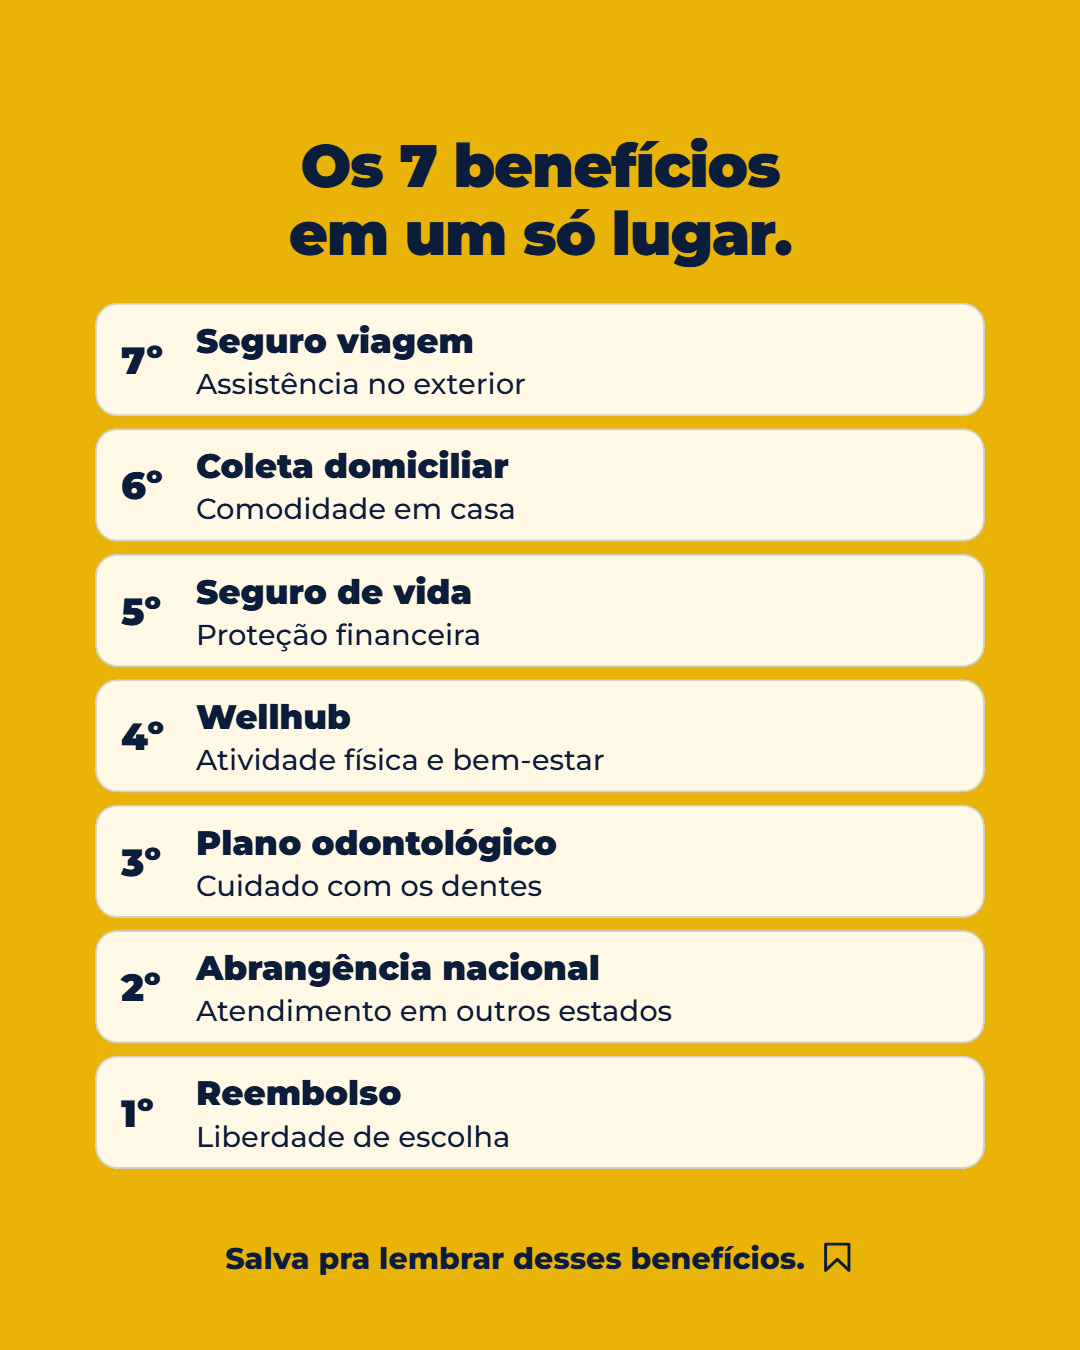 Os 7 benefícios
em um só lugar.
7º
Seguro viagem
Assistência no exterior
6º
Coleta domiciliar
Comodidade em casa
5º
Seguro de vida
Proteção financeira
4º
Wellhub
Atividade física e bem-estar
3º
Plano odontológico
Cuidado com os dentes
2º
Abrangência nacional
Atendimento em outros estados
1º
Reembolso
Liberdade de escolha
Salva pra lembrar desses benefícios.